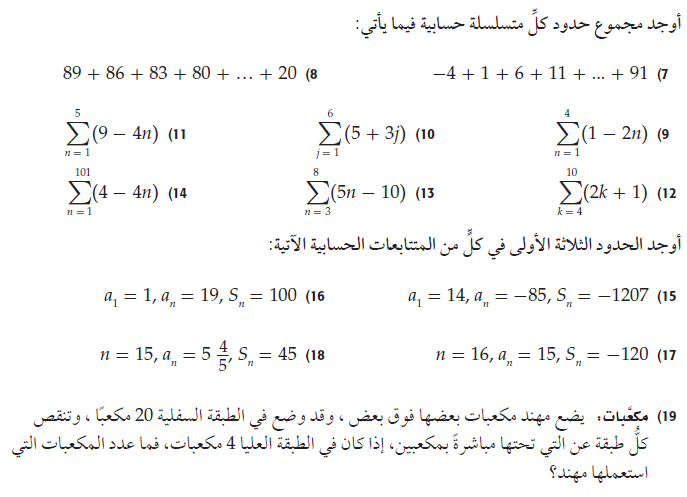 أوجد مجموع حدود كلِّ متسلسلة حسابية فيما يأتي:
7) −4 + 1 + 6 + 11 + ... + 91 8) 89 + 86 + 83 + 80 + ... + 20
9) \sum_{n=1}^{4} (1 − 2n) 10) \sum_{j=1}^{6} (5 + 3j) 11) \sum_{n=1}^{5} (9 − 4n)
12) \sum_{k=4}^{10} (2k + 1) 13) \sum_{n=3}^{8} (5n − 10) 14) \sum_{n=1}^{101} (4 − 4n)
أوجد الحدود الثلاثة الأولى في كلٍّ من المتتابعات الحسابية الآتية:
15) a₁ = 14, aₙ = −85, Sₙ = −1207 16) a₁ = 1, aₙ = 19, Sₙ = 100
17) n = 16, aₙ = 15, Sₙ = −120 18) n = 15, aₙ = 5 4/5, Sₙ = 45
19) مكعَّبات: يضع مهند مكعبات بعضها فوق بعض ، وقد وضع في الطبقة السفلية 20 مكعبًا ، وتنقص
كلُّ طبقة عن التي تحتها مباشرةً بمكعبين، إذا كان في الطبقة العليا 4 مكعبات، فما عدد المكعبات التي
استعملها مهند؟